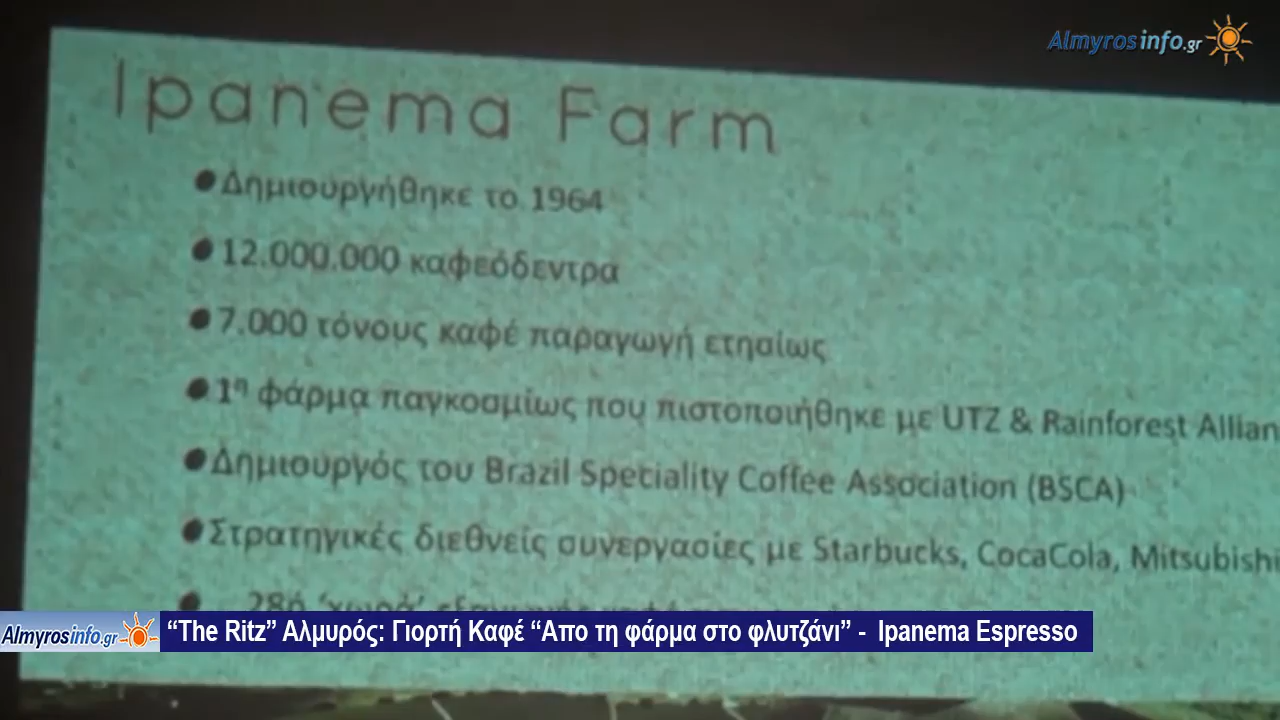 Almyrosinfo.gr
Ipanema Farm
●Δημιουργήθηκε το 1964
●12.000.000 καφεόδεντρα
●7.000 τόνους καφέ παραγωγή ετησίως
●1η φάρμα παγκοσμίως που πιστοποιήθηκε με UTZ & Rainforest Allian
●Δημιουργός του Brazil Speciality Coffee Association (BSCA)
●Στρατηγικές διεθνείς συνεργασίες με Starbucks, CocaCola, Mitsubishi
Almyrosinfo.gr “The Ritz” Αλμυρός: Γιορτή Καφέ “Απο τη φάρμα στο φλυτζάνι” - Ipanema Espresso